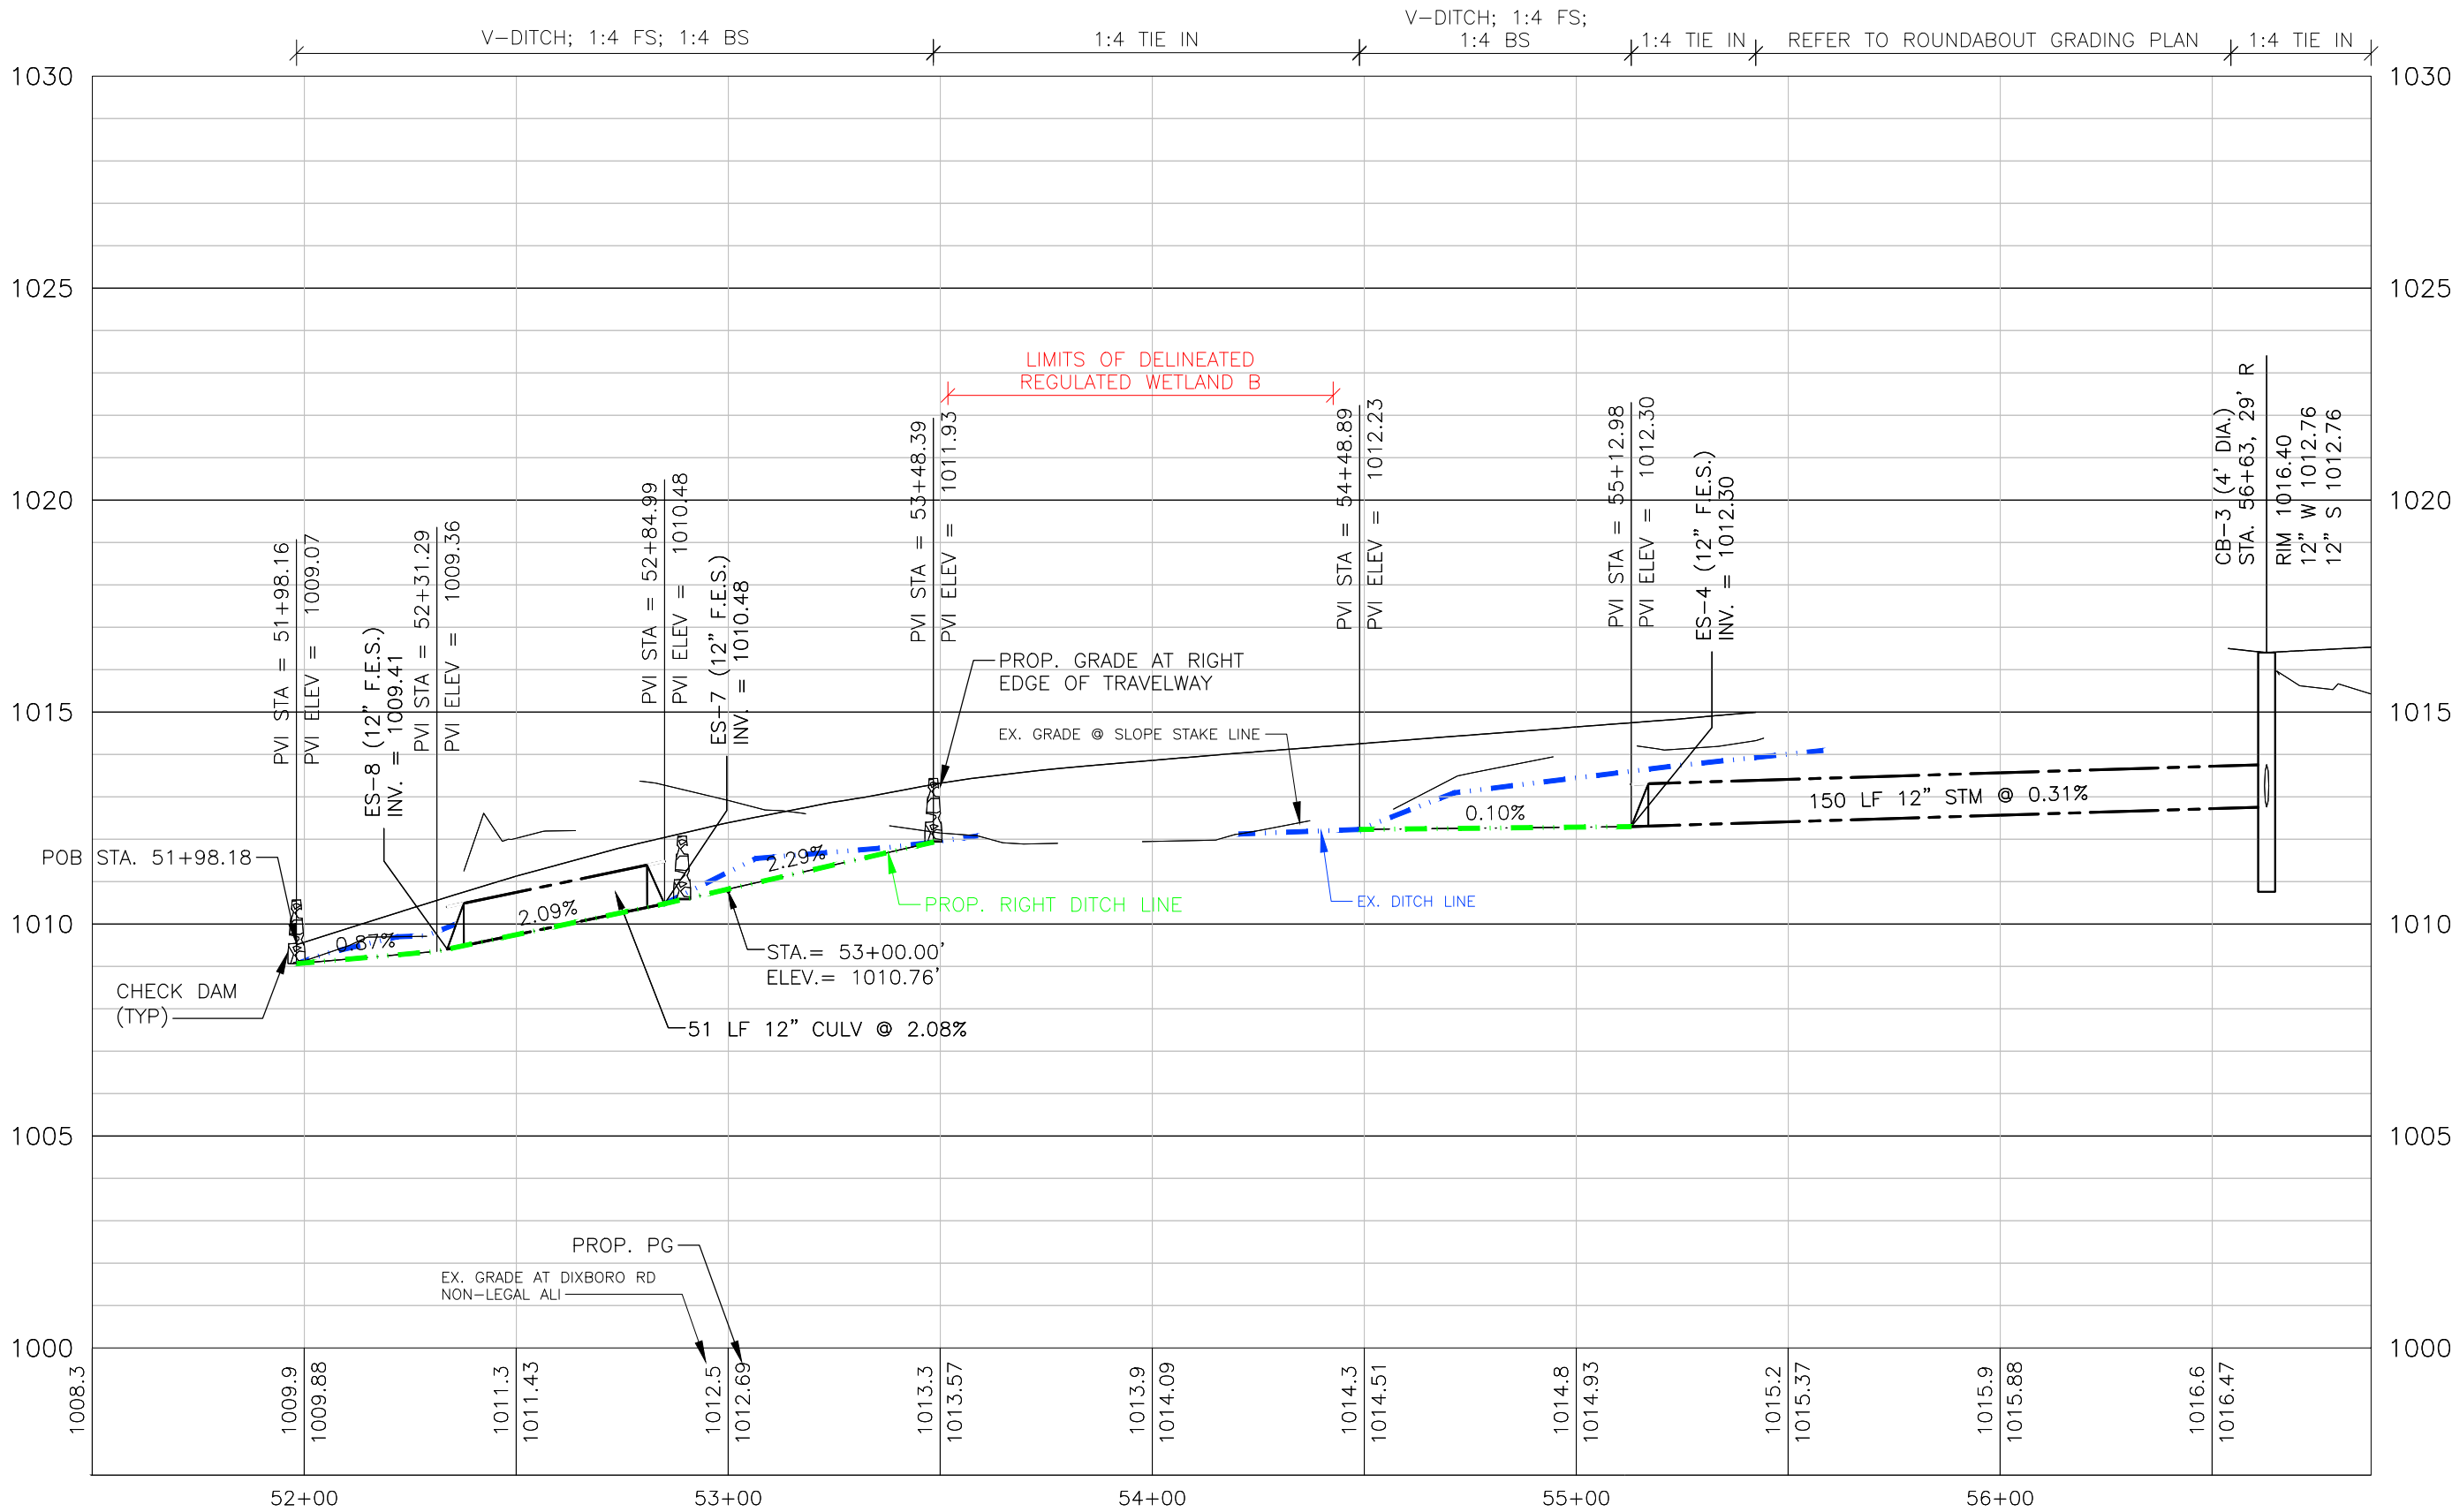 V-DITCH; 1:4 FS; 1:4 BS
1:4 TIE IN
V-DITCH; 1:4 FS;
1:4 BS
1:4 TIE IN
REFER TO ROUNDABOUT GRADING PLAN
1:4 TIE IN
1030
1030
1025
1025
1020
1020
1015
1015
1010
1010
1005
1005
1000
1000
LIMITS OF DELINEATED
REGULATED WETLAND B
PVI STA = 51+98.16
PVI ELEV = 1009.07
ES-8 (12" F.E.S.)
INV. = 1009.41
PVI STA = 52+31.29
PVI ELEV = 1009.36
PVI STA = 52+84.99
PVI ELEV = 1010.48
ES-7 (12" F.E.S.)
INV. = 1010.48
PVI STA = 53+48.39
PVI ELEV = 1011.93
PVI STA = 54+48.89
PVI ELEV = 1012.23
PVI STA = 55+12.98
PVI ELEV = 1012.30
ES-4 (12" F.E.S.)
INV. = 1012.30
CB-3 (4' DIA.)
STA. 56+63, 29' R
RIM 1016.40
12" W 1012.76
12" S 1012.76
PROP. GRADE AT RIGHT
EDGE OF TRAVELWAY
EX. GRADE @ SLOPE STAKE LINE
POB STA. 51+98.18
0.87%
2.09%
2.29%
0.10%
150 LF 12" STM @ 0.31%
PROP. RIGHT DITCH LINE
EX. DITCH LINE
STA.= 53+00.00'
ELEV.= 1010.76'
CHECK DAM
(TYP)
51 LF 12" CULV @ 2.08%
PROP. PG
EX. GRADE AT DIXBORO RD
NON-LEGAL ALI
1008.3
1009.9
1009.88
1011.3
1011.43
1012.5
1012.69
1013.3
1013.57
1013.9
1014.09
1014.3
1014.51
1014.8
1014.93
1015.2
1015.37
1015.9
1015.88
1016.6
1016.47
52+00
53+00
54+00
55+00
56+00